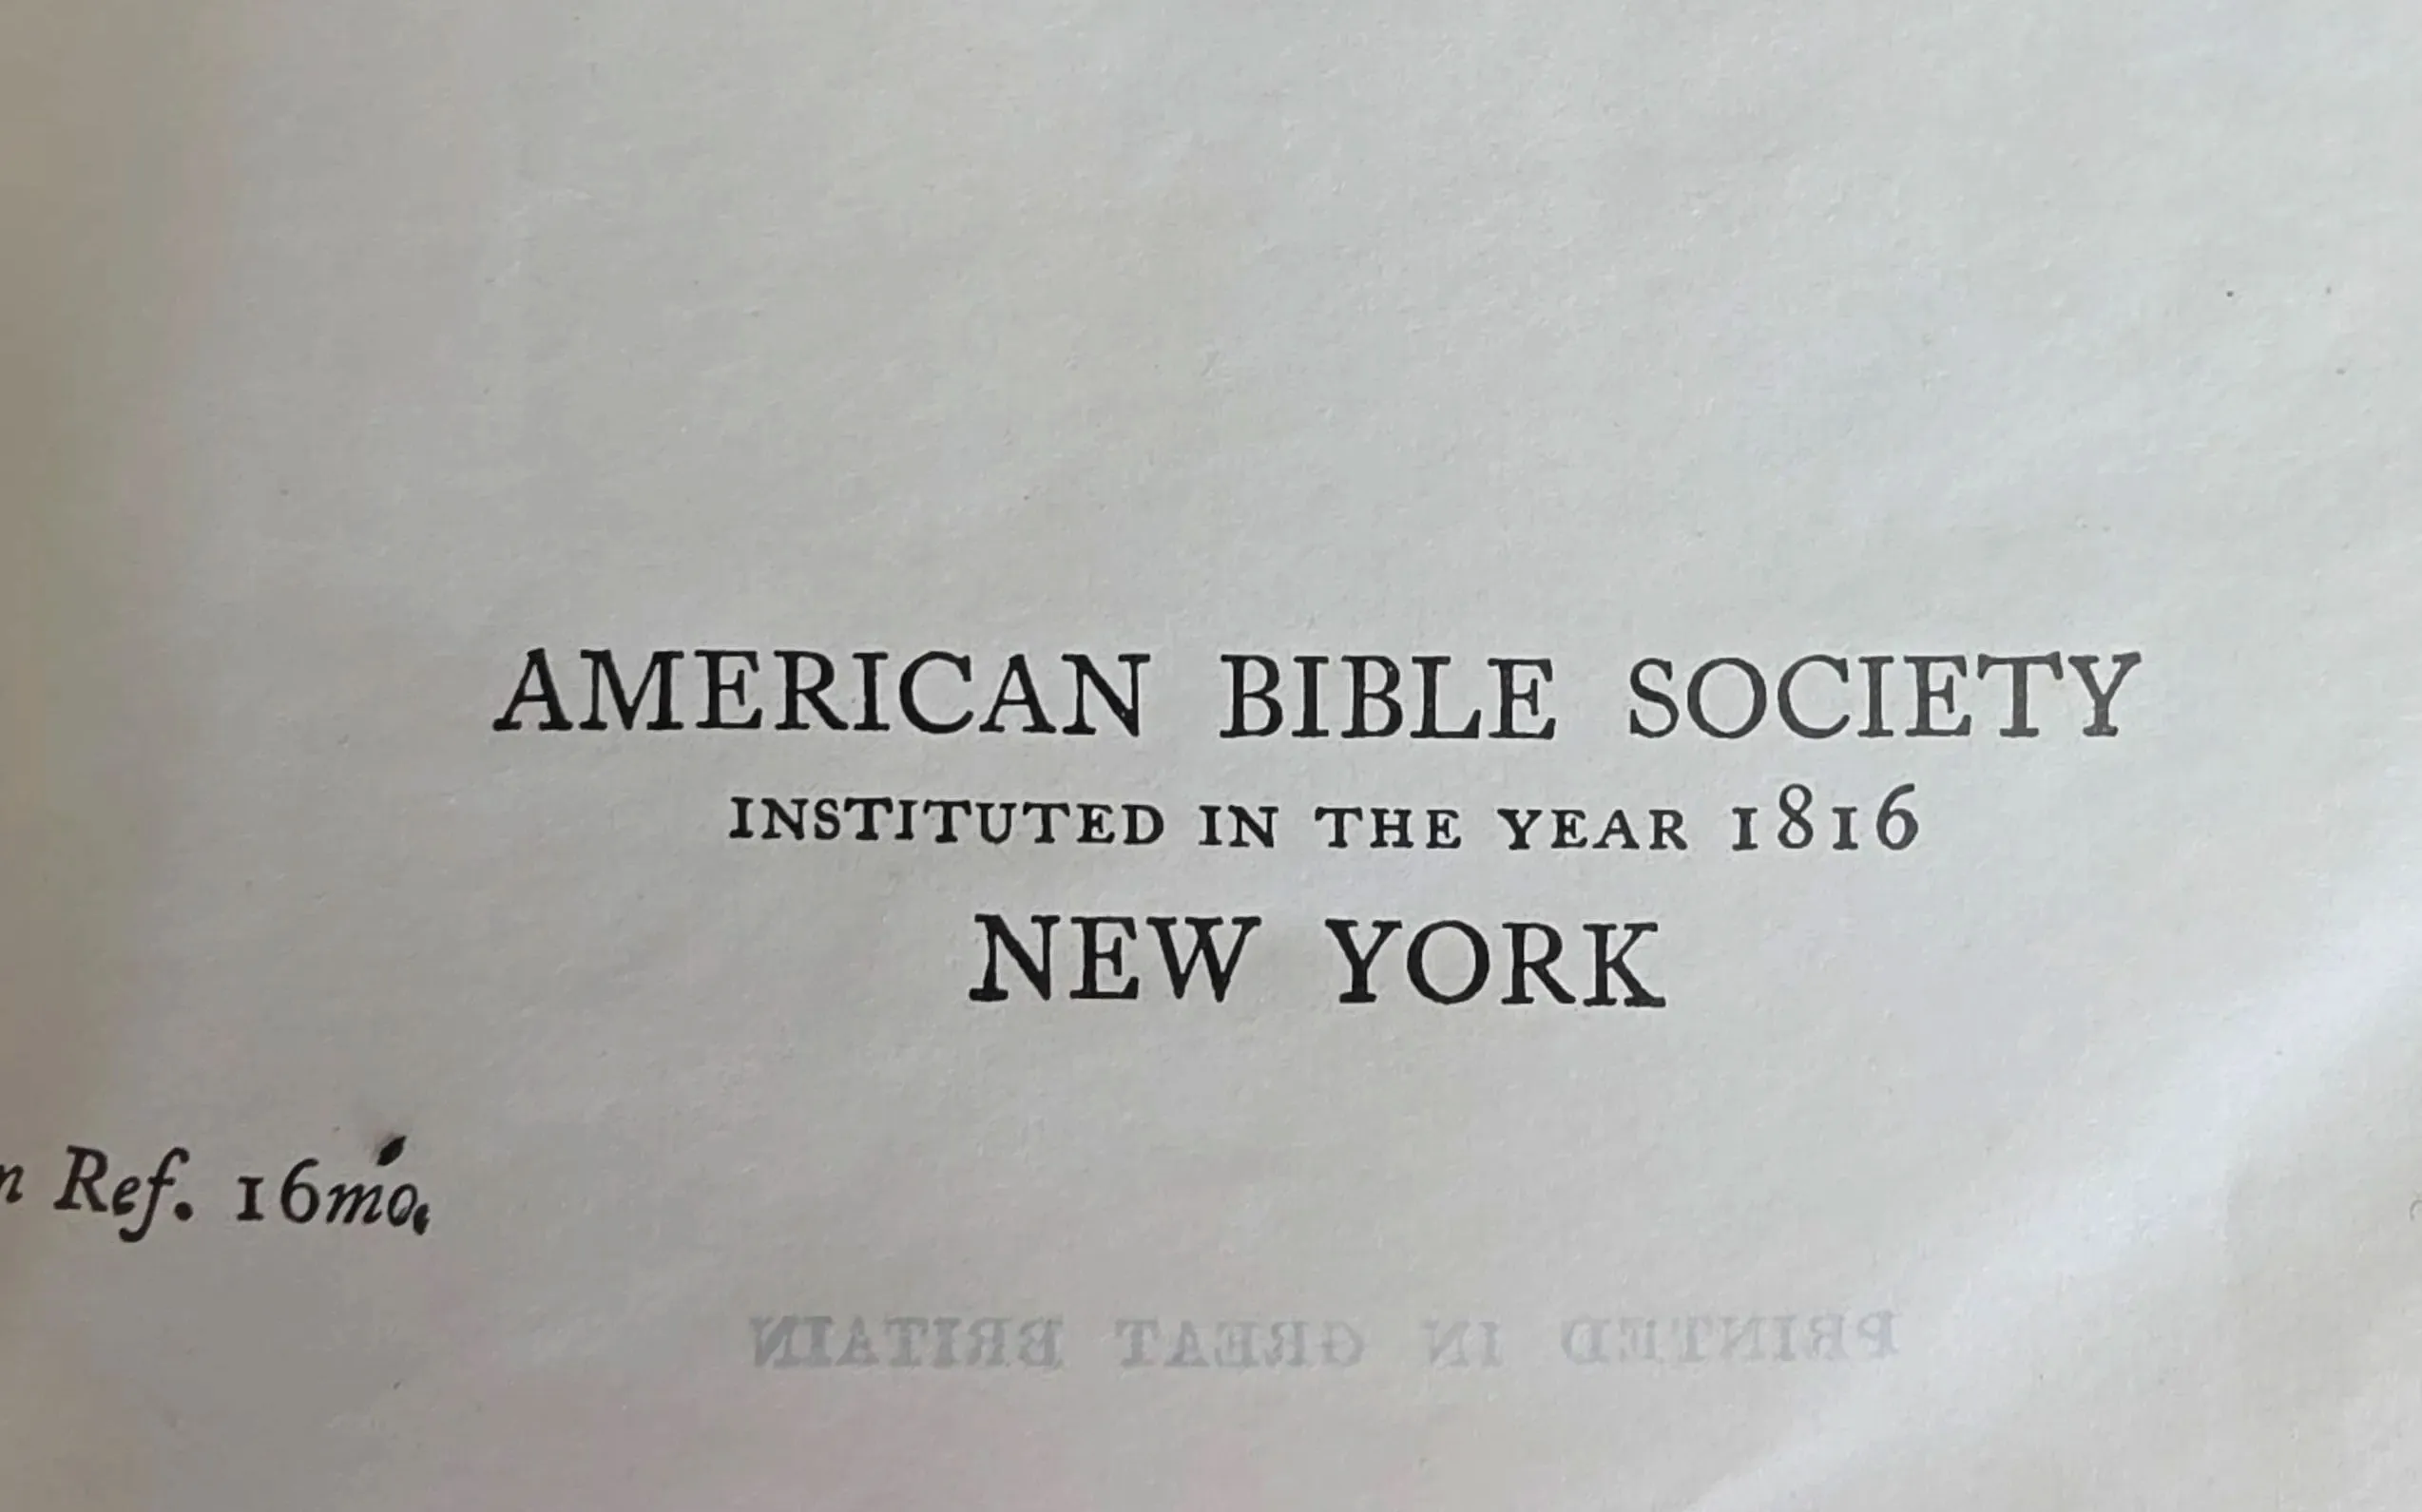 AMERICAN BIBLE SOCIETY
INSTITUTED IN THE YEAR 1816
NEW YORK
n Ref. 16mo.
PRINTED IN GREAT BRITAIN